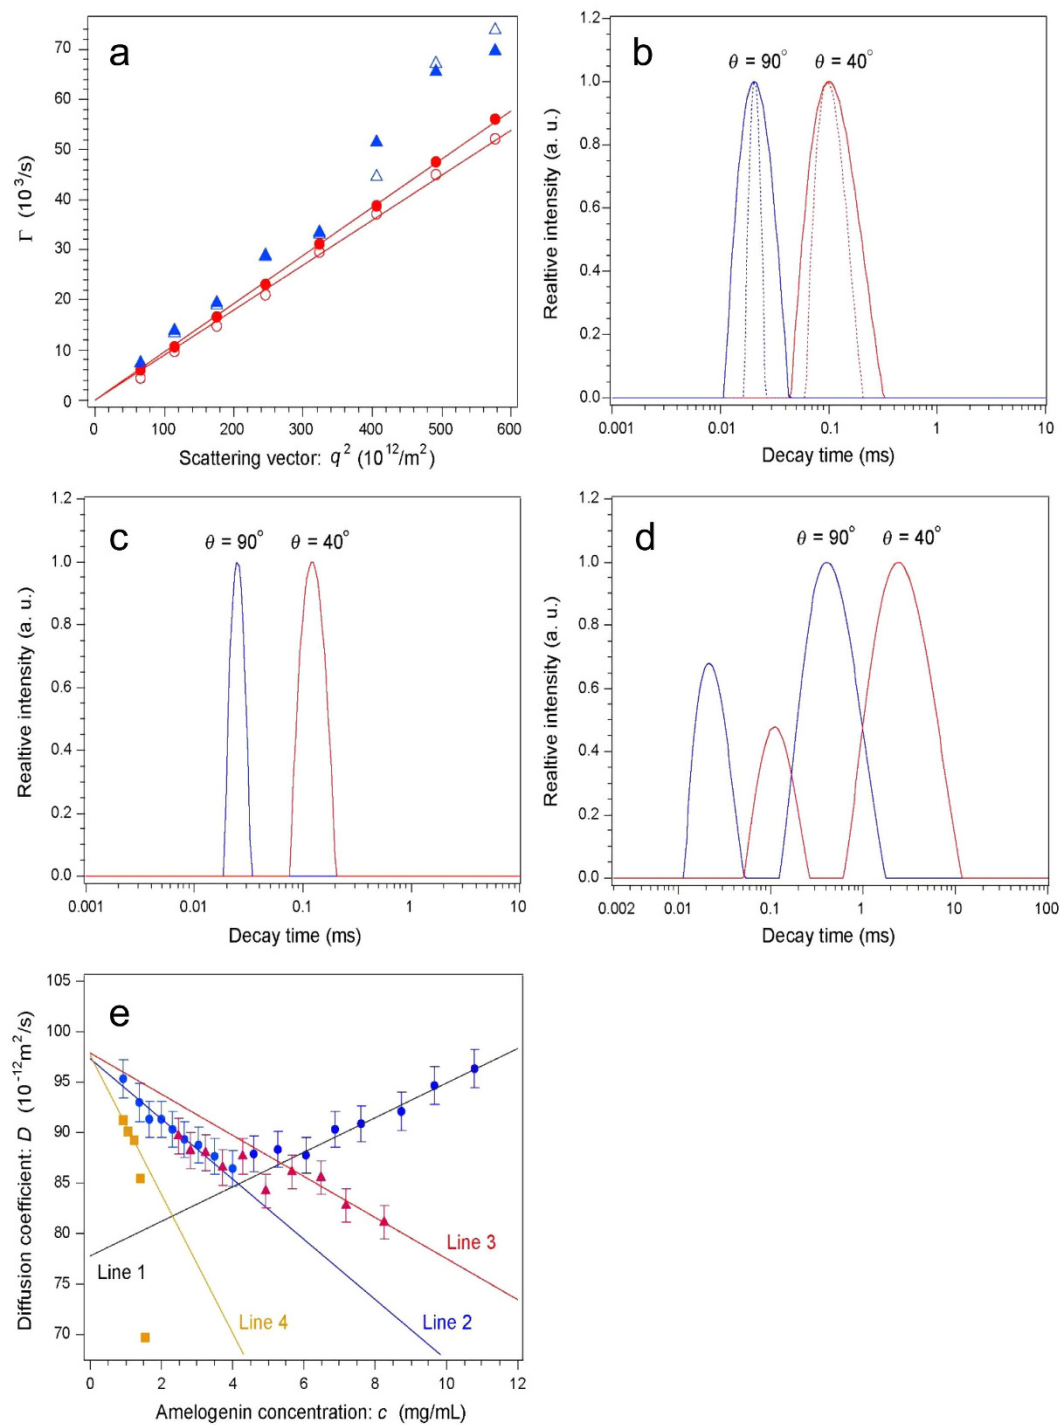 a
70
60
50
40
30
20
10
0
Γ (10³/s)
0 100 200 300 400 500 600
Scattering vector: q² (10¹²/m²)
b
θ = 90° θ = 40°
1.2
1.0
0.8
0.6
0.4
0.2
0.0
Realtive intensity (a. u.)
0.001 0.01 0.1 1 10
Decay time (ms)
c
θ = 90° θ = 40°
1.2
1.0
0.8
0.6
0.4
0.2
0.0
Realtive intensity (a. u.)
0.001 0.01 0.1 1 10
Decay time (ms)
d
θ = 90° θ = 40°
1.2
1.0
0.8
0.6
0.4
0.2
0.0
Realtive intensity (a. u.)
0.002 0.01 0.1 1 10 100
Decay time (ms)
e
105
100
95
90
85
80
75
70
Diffusion coefficient: D (10⁻¹²m²/s)
Line 1
Line 4
Line 2
Line 3
0 2 4 6 8 10 12
Amelogenin concentration: c (mg/mL)